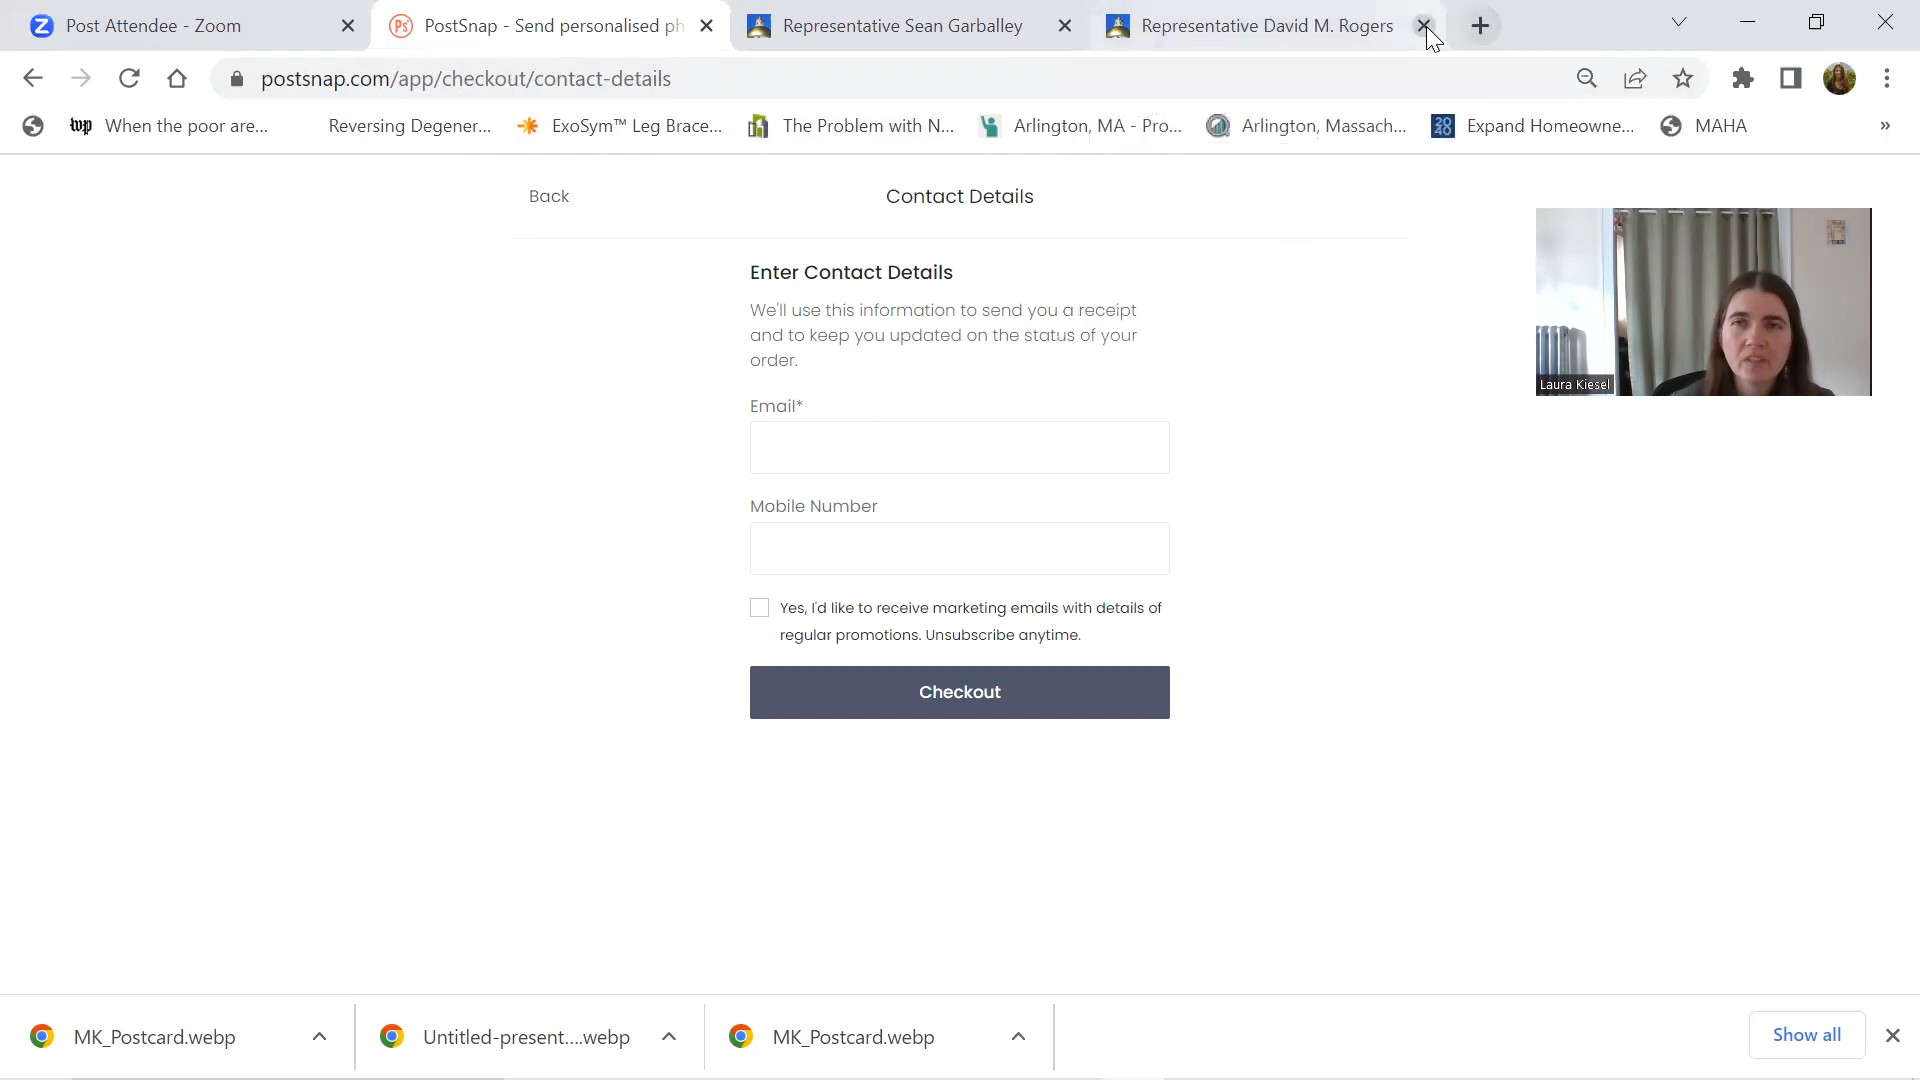 Post Attendee - Zoom
PostSnap - Send personalised ph
Representative Sean Garballey
Representative David M. Rogers
postsnap.com/app/checkout/contact-details
wp When the poor are...
Reversing Degener...
ExoSym™ Leg Brace...
The Problem with N...
Arlington, MA - Pro...
Arlington, Massach...
2040 Expand Homeowne...
MAHA
»
Back
Contact Details
Enter Contact Details
We'll use this information to send you a receipt
and to keep you updated on the status of your
order.
Email*
Mobile Number
Yes, I'd like to receive marketing emails with details of
regular promotions. Unsubscribe anytime.
Checkout
Laura Kiesel
MK_Postcard.webp
Untitled-present....webp
MK_Postcard.webp
Show all